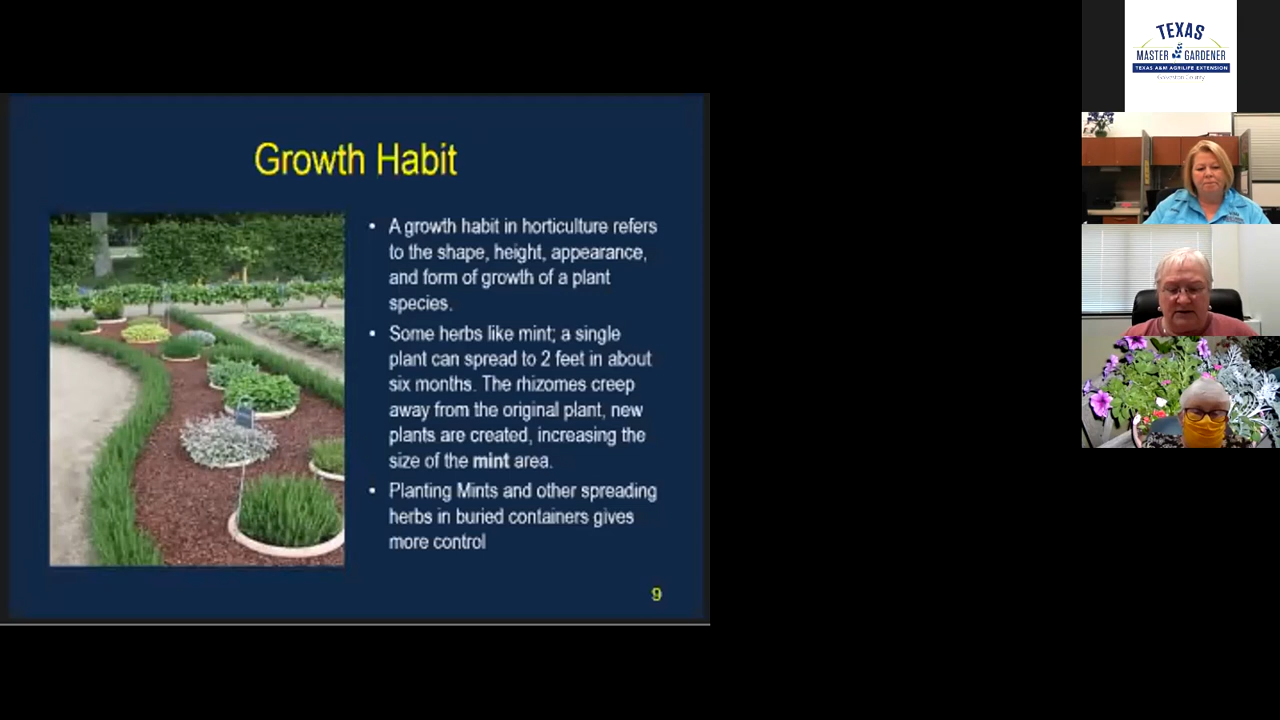 Growth Habit
• A growth habit in horticulture refers
to the shape, height, appearance,
and form of growth of a plant
species.
• Some herbs like mint; a single
plant can spread to 2 feet in about
six months. The rhizomes creep
away from the original plant, new
plants are created, increasing the
size of the mint area.
• Planting Mints and other spreading
herbs in buried containers gives
more control
9
TEXAS
MASTER GARDENER
TEXAS A&M AGRILIFE EXTENSION
Galveston County